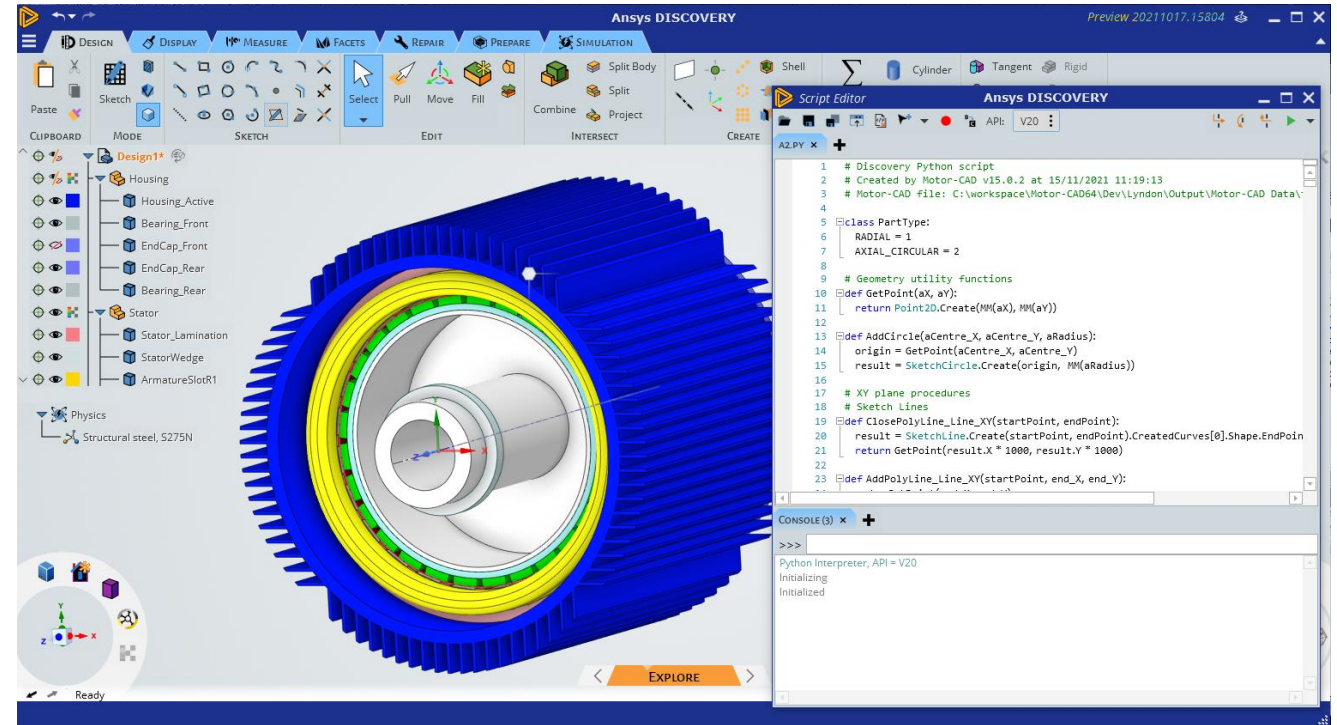 Ansys DISCOVERY
Preview 20211017.15804
DESIGN DISPLAY MEASURE FACETS REPAIR PREPARE SIMULATION
Paste
Sketch
Select
Pull
Move
Fill
Combine
Split Body
Split
Project
Shell
Cylinder
Tangent
Rigid
CLIPBOARD MODE SKETCH EDIT INTERSECT CREATE
Design1*
Housing
Housing_Active
Bearing_Front
EndCap_Front
EndCap_Rear
Bearing_Rear
Stator
Stator_Lamination
StatorWedge
ArmatureSlotR1
Physics
Structural steel, S275N
Y
X
Z
Y
Z
X
EXPLORE
Ready
Script Editor
Ansys DISCOVERY
API: V20
A2.PY
1 # Discovery Python script
2 # Created by Motor-CAD v15.0.2 at 15/11/2021 11:19:13
3 # Motor-CAD file: C:\workspace\Motor-CAD64\Dev\Lyndon\Output\Motor-CAD Data\
4
5 class PartType:
6 RADIAL = 1
7 AXIAL_CIRCULAR = 2
8
9 # Geometry utility functions
10 def GetPoint(aX, aY):
11 return Point2D.Create(MM(aX), MM(aY))
12
13 def AddCircle(aCentre_X, aCentre_Y, aRadius):
14 origin = GetPoint(aCentre_X, aCentre_Y)
15 result = SketchCircle.Create(origin, MM(aRadius))
16
17 # XY plane procedures
18 # Sketch Lines
19 def ClosePolyLine_Line_XY(startPoint, endPoint):
20 result = SketchLine.Create(startPoint, endPoint).CreatedCurves[0].Shape.EndPoin
21 return GetPoint(result.X * 1000, result.Y * 1000)
22
23 def AddPolyLine_Line_XY(startPoint, end_X, end_Y):
CONSOLE (3)
>>>
Python Interpreter, API = V20
Initializing
Initialized